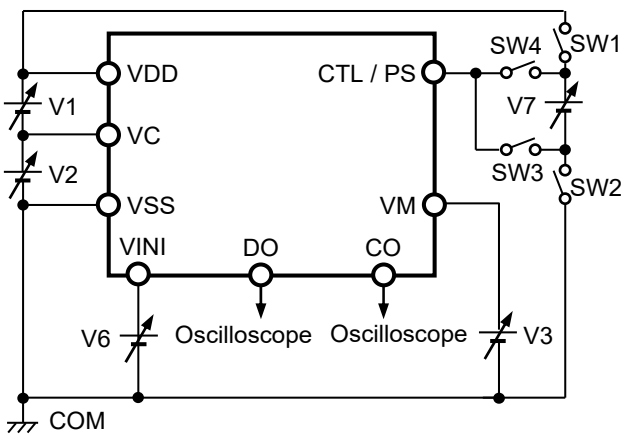 SW1
SW4
VDD
CTL / PS
V1
V7
VC
V2
SW3
SW2
VSS
VM
VINI
DO
CO
V6
Oscilloscope
Oscilloscope
V3
COM